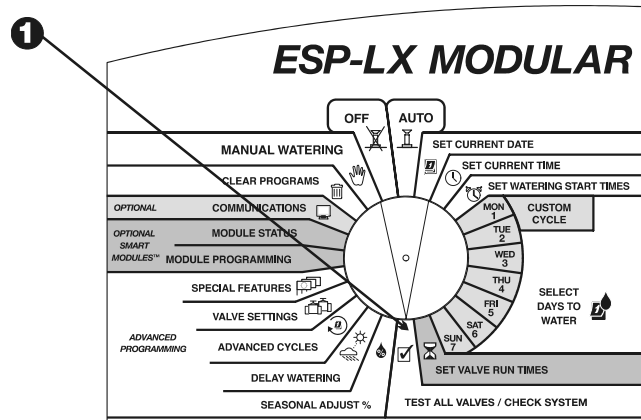 1
ESP-LX MODULAR
OFF
AUTO
MANUAL WATERING
SET CURRENT DATE
CLEAR PROGRAMS
SET CURRENT TIME
OPTIONAL
COMMUNICATIONS
SET WATERING START TIMES
OPTIONAL
SMART
MODULES™
MODULE STATUS
MODULE PROGRAMMING
MON
1
CUSTOM
CYCLE
TUE
2
WED
3
THU
4
FRI
5
SAT
6
SUN
7
SELECT
DAYS TO
WATER
SPECIAL FEATURES
VALVE SETTINGS
ADVANCED
PROGRAMMING
ADVANCED CYCLES
DELAY WATERING
SEASONAL ADJUST %
SET VALVE RUN TIMES
TEST ALL VALVES / CHECK SYSTEM